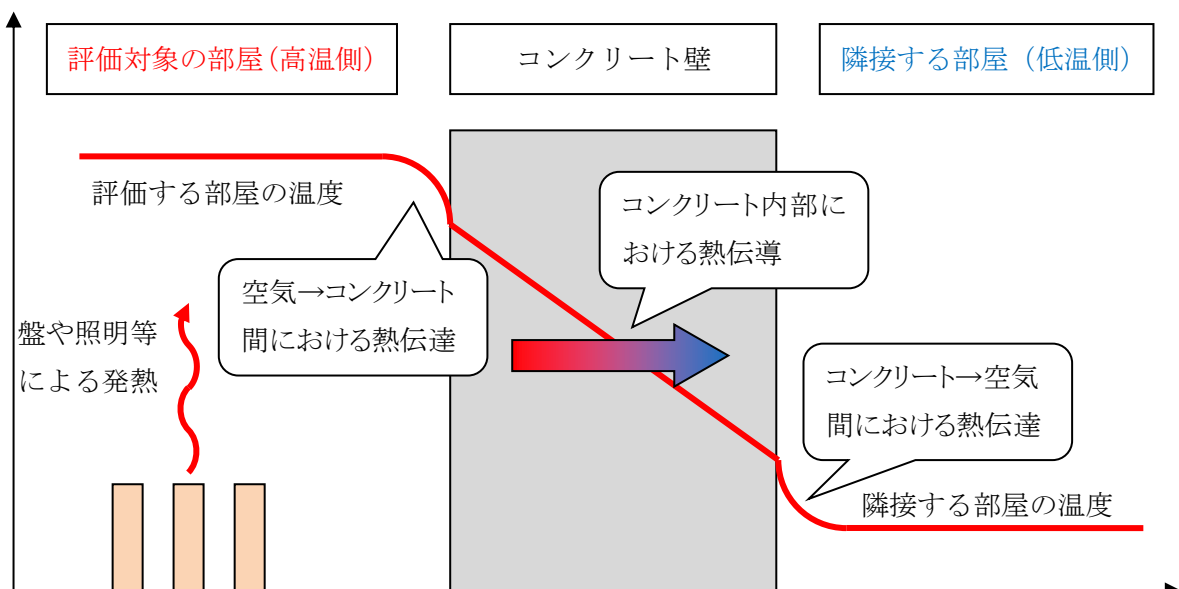 評価対象の部屋(高温側)
コンクリート壁
隣接する部屋（低温側）
評価する部屋の温度
コンクリート内部に
おける熱伝導
空気→コンクリート
間における熱伝達
盤や照明等
による発熱
コンクリート→空気
間における熱伝達
隣接する部屋の温度